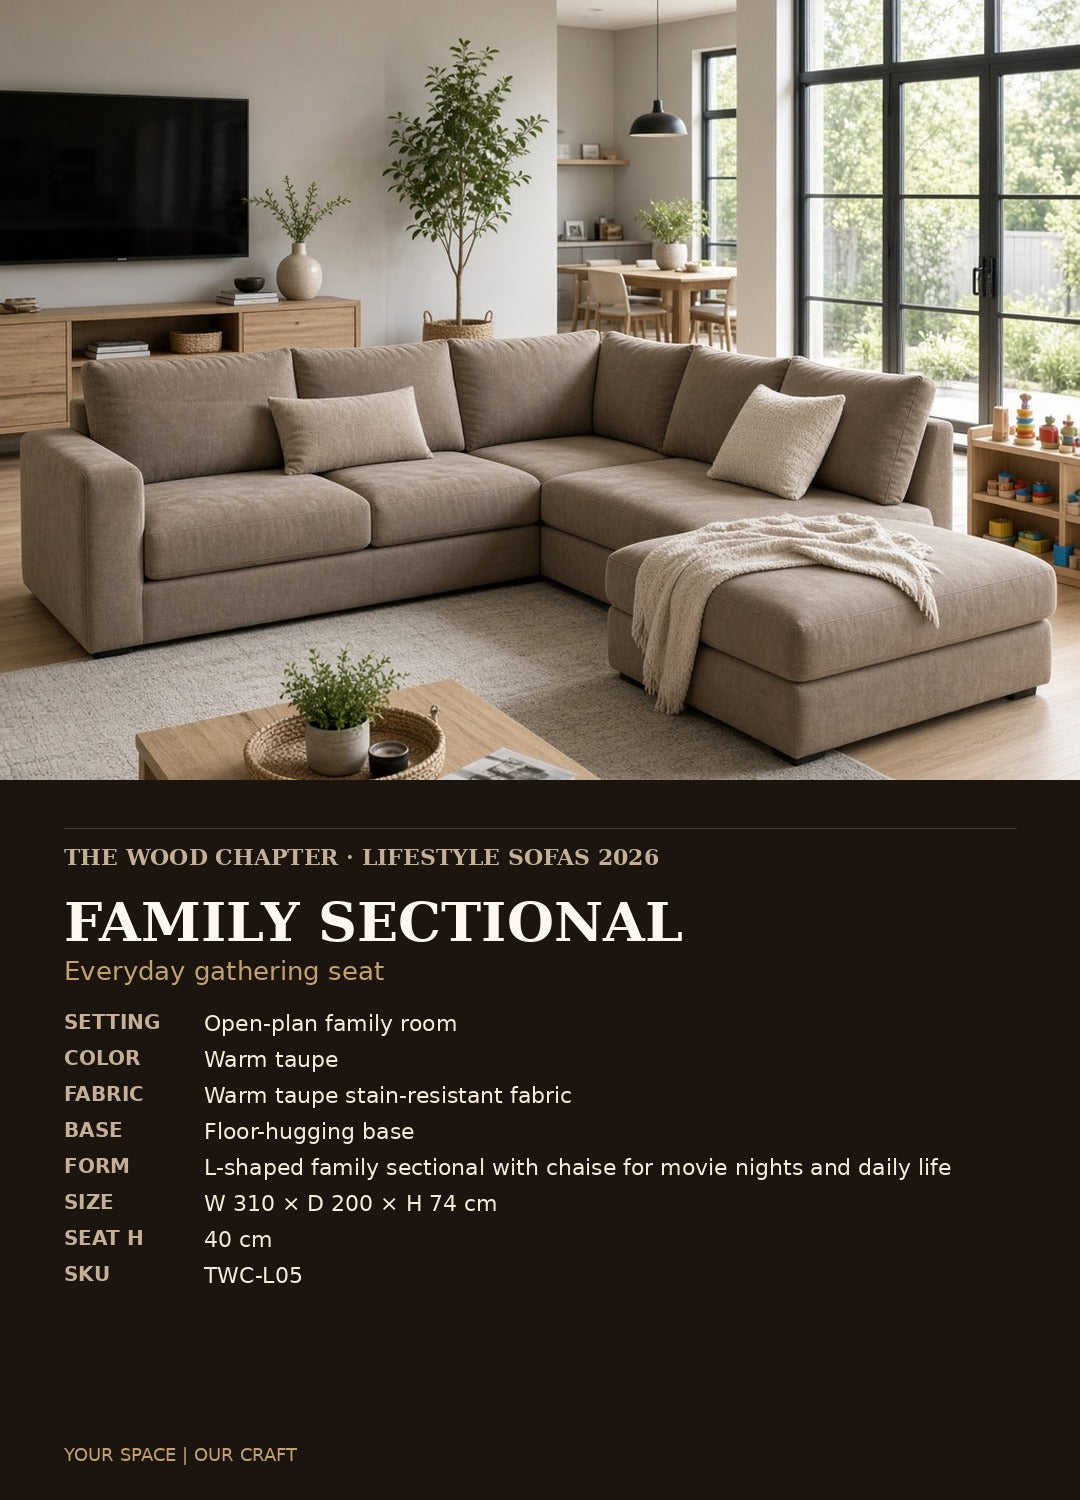 THE WOOD CHAPTER · LIFESTYLE SOFAS 2026
FAMILY SECTIONAL
Everyday gathering seat
SETTING Open-plan family room
COLOR Warm taupe
FABRIC Warm taupe stain-resistant fabric
BASE Floor-hugging base
FORM L-shaped family sectional with chaise for movie nights and daily life
SIZE W 310 × D 200 × H 74 cm
SEAT H 40 cm
SKU TWC-L05
YOUR SPACE | OUR CRAFT